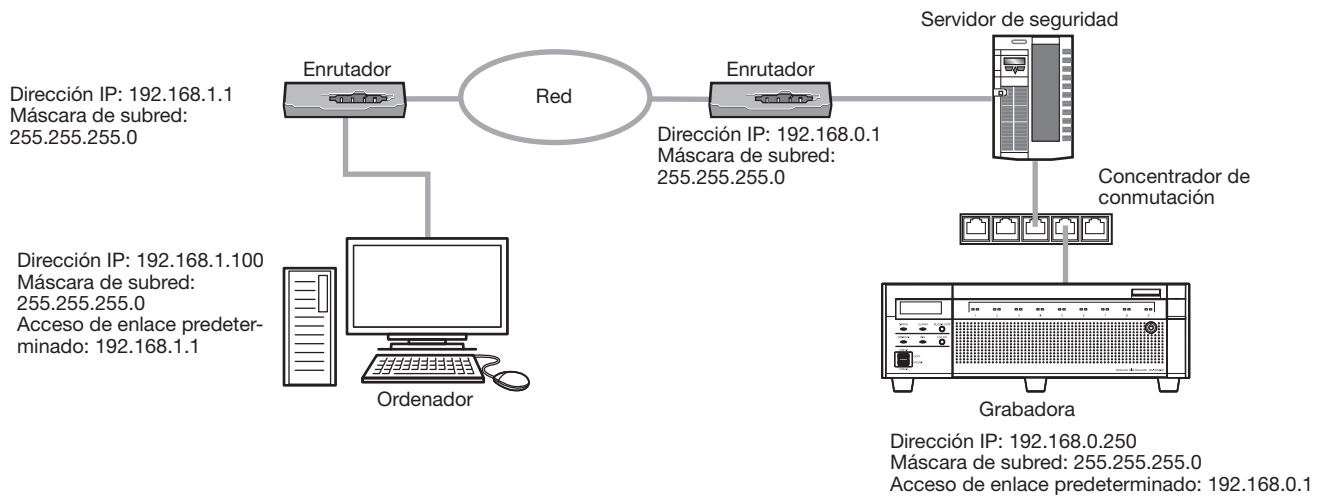 Servidor de seguridad
Enrutador
Enrutador
Dirección IP: 192.168.1.1
Máscara de subred:
255.255.255.0
Red
Dirección IP: 192.168.0.1
Máscara de subred:
255.255.255.0
Concentrador de
conmutación
Dirección IP: 192.168.1.100
Máscara de subred:
255.255.255.0
Acceso de enlace predeter-
minado: 192.168.1.1
Ordenador
Grabadora
Dirección IP: 192.168.0.250
Máscara de subred: 255.255.255.0
Acceso de enlace predeterminado: 192.168.0.1